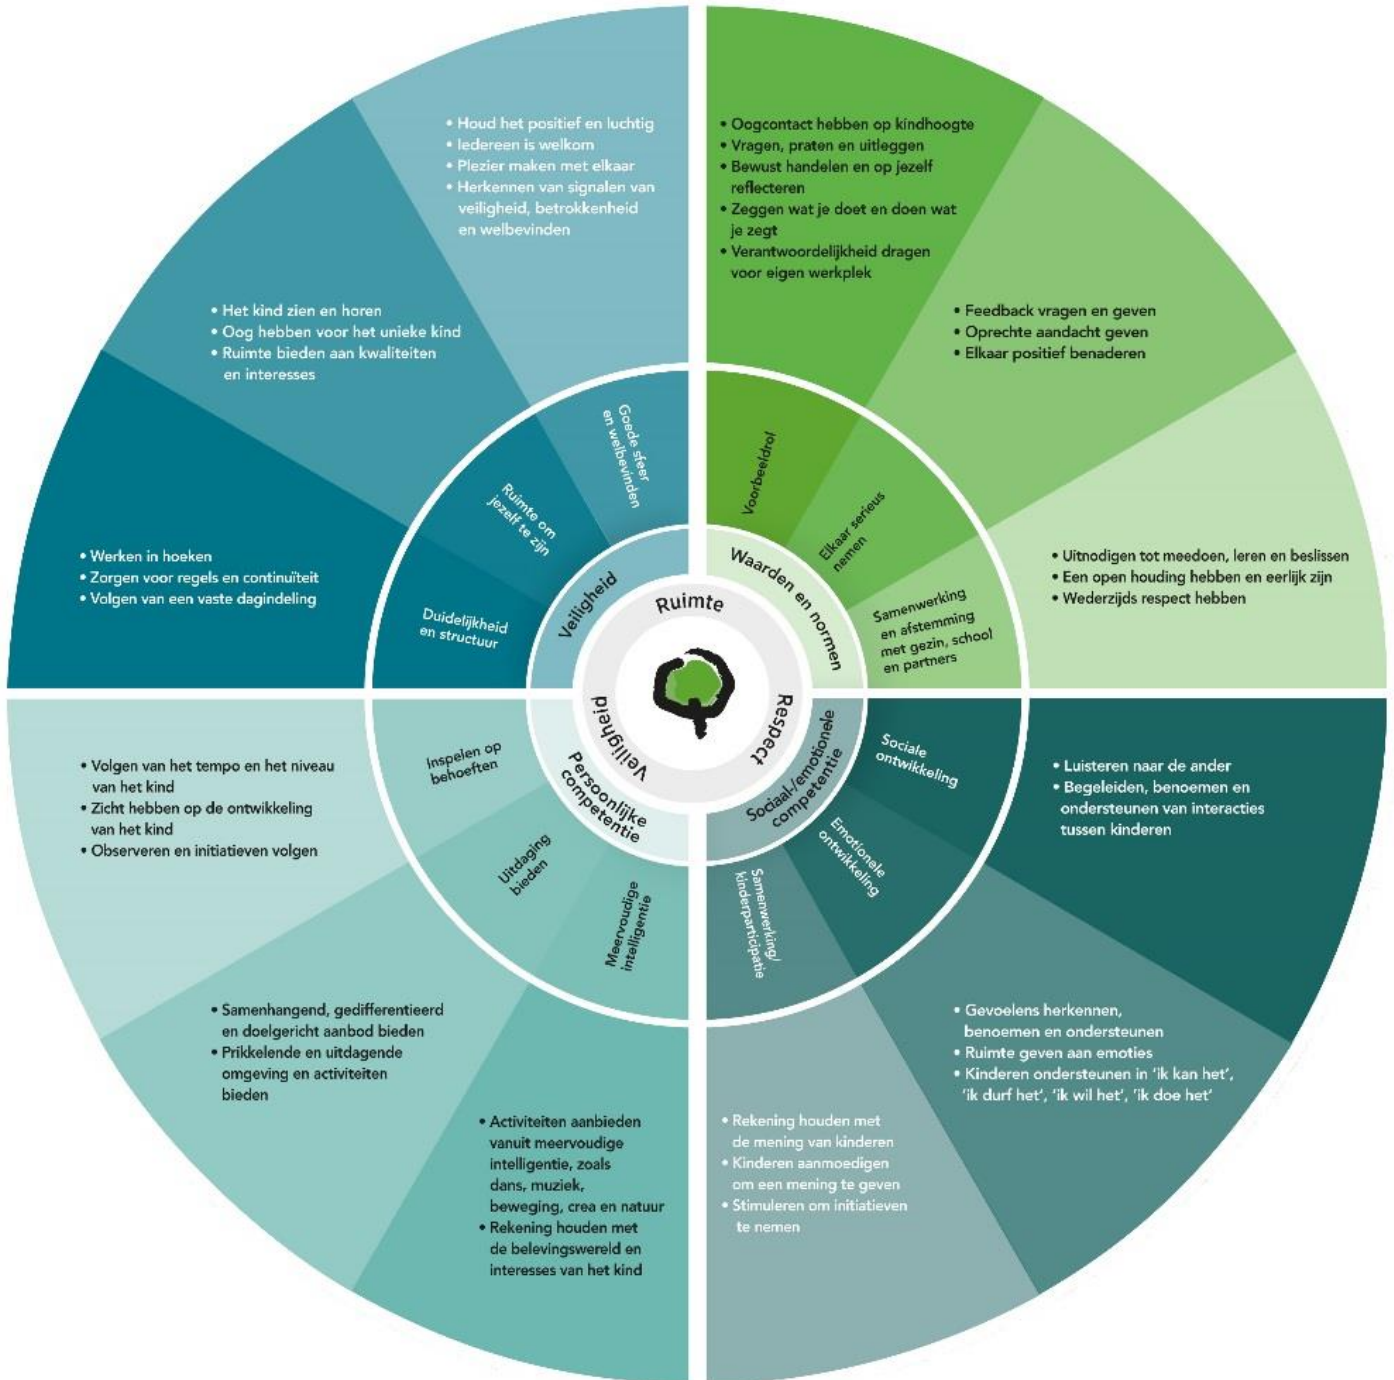 • Houd het positief en luchtig
• Iedereen is welkom
• Plezier maken met elkaar
• Herkennen van signalen van
veiligheid, betrokkenheid
en welbevinden
• Oogcontact hebben op kindhoogte
• Vragen, praten en uitleggen
• Bewust handelen en op jezelf
reflecteren
• Zeggen wat je doet en doen wat
je zegt
• Verantwoordelijkheid dragen
voor eigen werkplek
• Het kind zien en horen
• Oog hebben voor het unieke kind
• Ruimte bieden aan kwaliteiten
en interesses
• Feedback vragen en geven
• Oprechte aandacht geven
• Elkaar positief benaderen
Goede sfeer
en welbevinden
Voorbeeldrol
Ruimte om
jezelf te zijn
Elkaar serieus
nemen
• Werken in hoeken
• Zorgen voor regels en continuïteit
• Volgen van een vaste dagindeling
• Uitnodigen tot meedoen, leren en beslissen
• Een open houding hebben en eerlijk zijn
• Wederzijds respect hebben
Duidelijkheid
en structuur
Veiligheid
Waarden en normen
Samenwerking
en afstemming
met gezin, school
en partners
Ruimte
Respect
Veiligheid
Inspelen op
behoeften
Persoonlijke
competentie
Sociaal-/emotionele
competentie
Sociale
ontwikkeling
• Volgen van het tempo en het niveau
van het kind
• Zicht hebben op de ontwikkeling
van het kind
• Observeren en initiatieven volgen
• Luisteren naar de ander
• Begeleiden, benoemen en
ondersteunen van interacties
tussen kinderen
Uitdaging
bieden
Emotionele
ontwikkeling
Meervoudige
intelligentie
Samenwerking/
kinderparticipatie
• Samenhangend, gedifferentieerd
en doelgericht aanbod bieden
• Prikkelende en uitdagende
omgeving en activiteiten
bieden
• Gevoelens herkennen,
benoemen en ondersteunen
• Ruimte geven aan emoties
• Kinderen ondersteunen in 'ik kan het',
'ik durf het', 'ik wil het', 'ik doe het'
• Activiteiten aanbieden
vanuit meervoudige
intelligentie, zoals
dans, muziek,
beweging, crea en natuur
• Rekening houden met
de belevingswereld en
interesses van het kind
• Rekening houden met
de mening van kinderen
• Kinderen aanmoedigen
om een mening te geven
• Stimuleren om initiatieven
te nemen